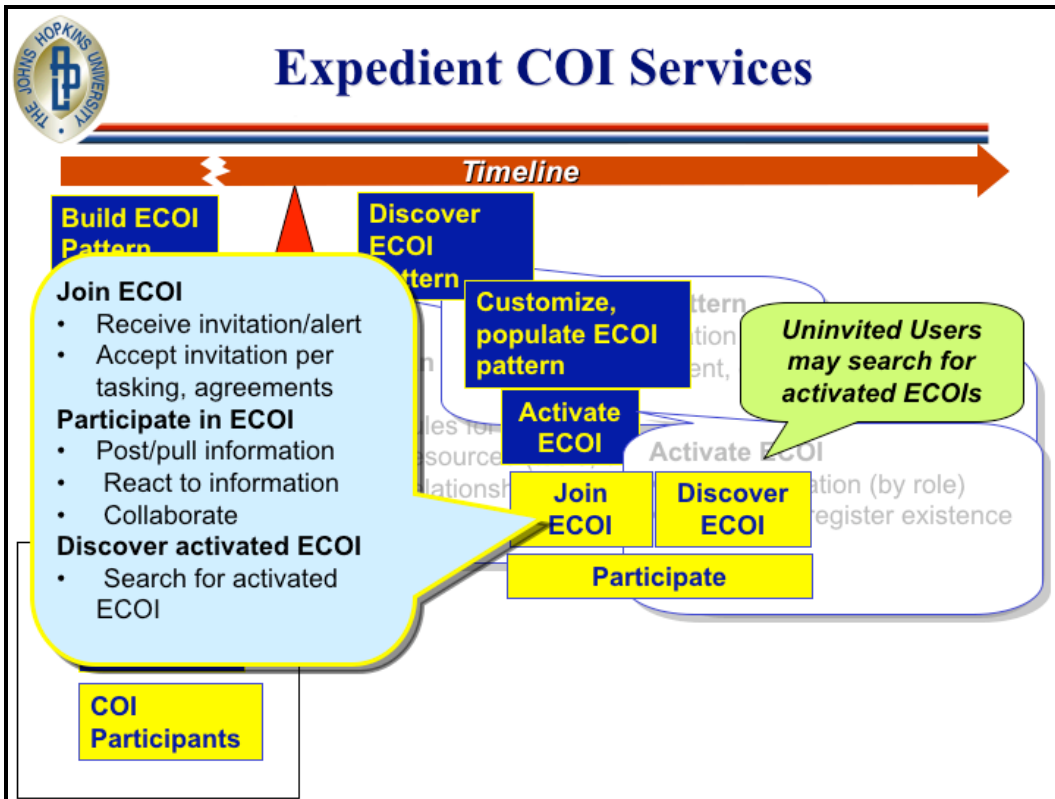 THE JOHNS HOPKINS UNIVERSITY
APL
Expedient COI Services
Timeline
Build ECOI
Pattern
Discover
ECOI
Customize,
populate ECOI
pattern
Activate
ECOI
Join
ECOI
Discover
ECOI
Participate
Uninvited Users
may search for
activated ECOIs
Activate ECOI
(by role)
register existence
Join ECOI
• Receive invitation/alert
• Accept invitation per
tasking, agreements
Participate in ECOI
• Post/pull information
• React to information
• Collaborate
Discover activated ECOI
• Search for activated
ECOI
COI
Participants